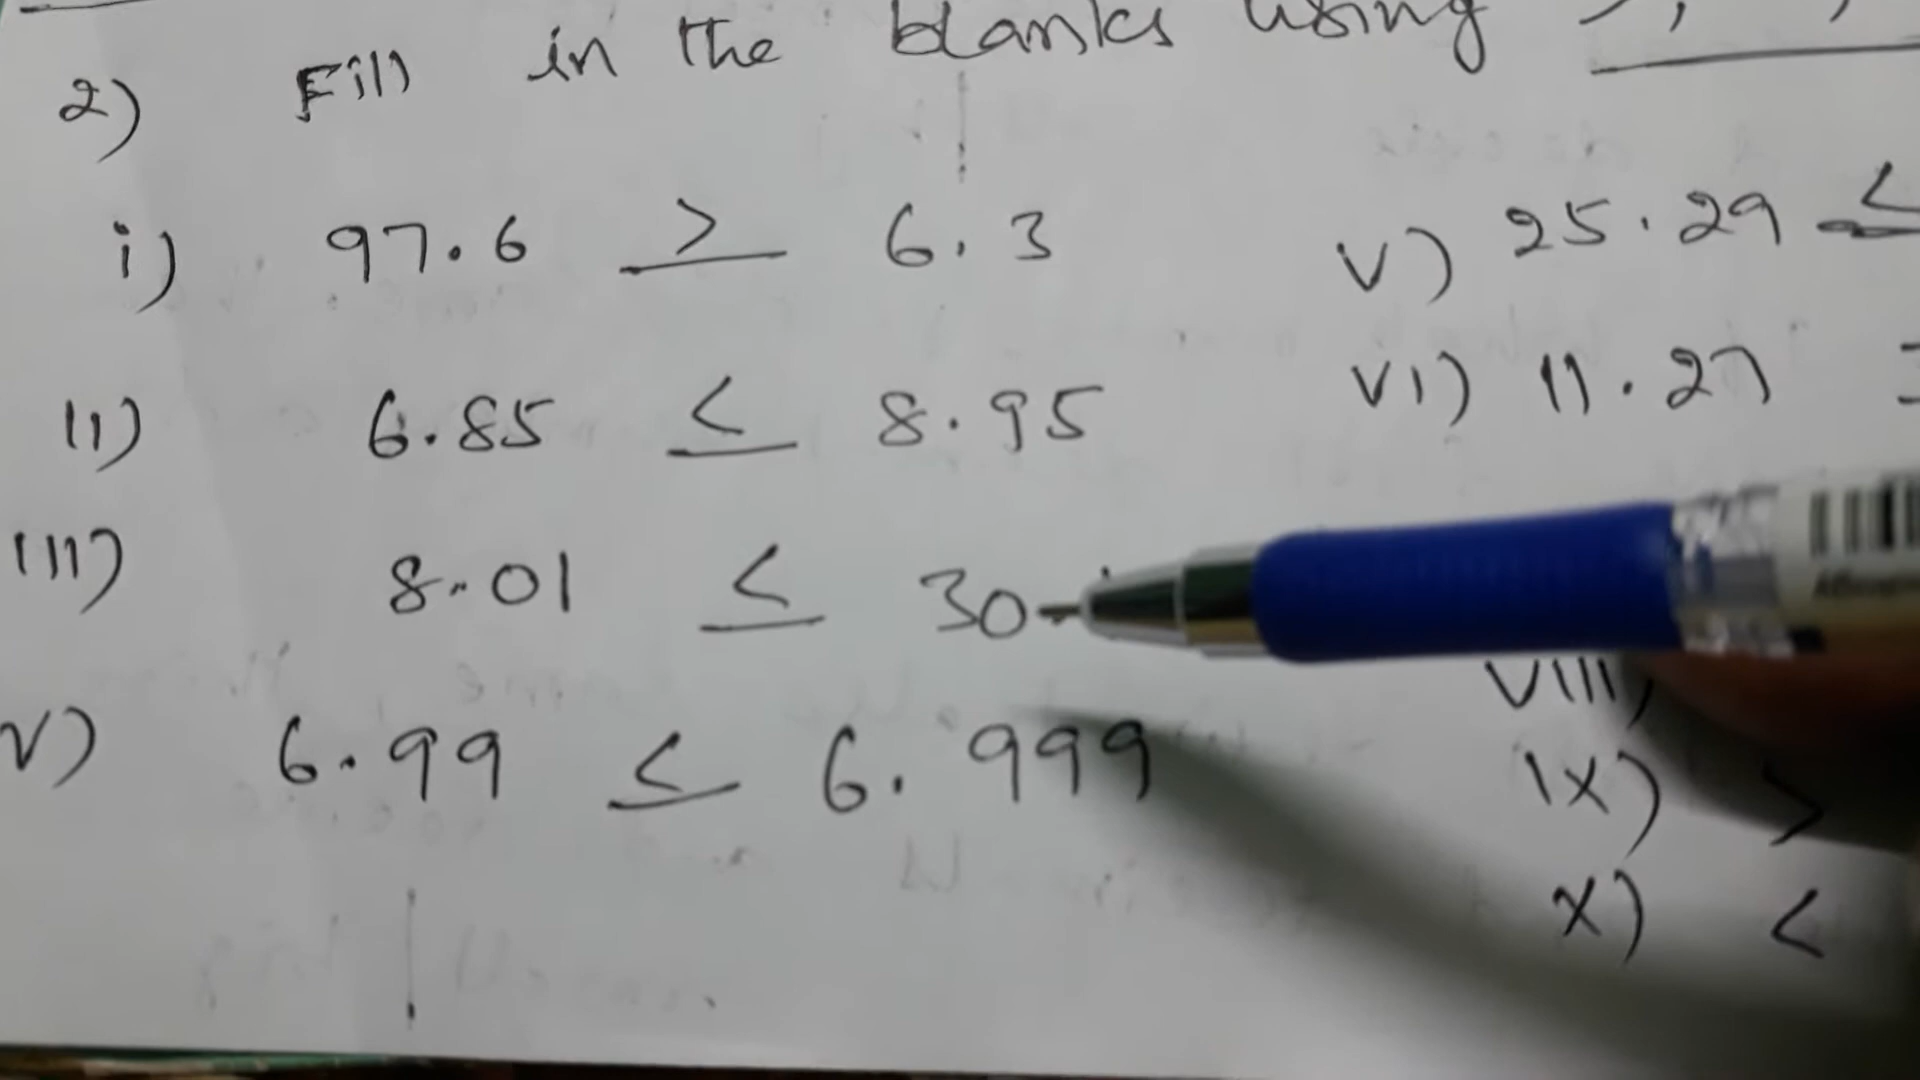 2) Fill in the blanks using >,
i) 97.6 > 6.3
ii) 6.85 < 8.95
iii) 8.01 < 30
v) 6.99 < 6.999
v) 25.29 <
vi) 11.27 =
viii)
ix) >
x) <